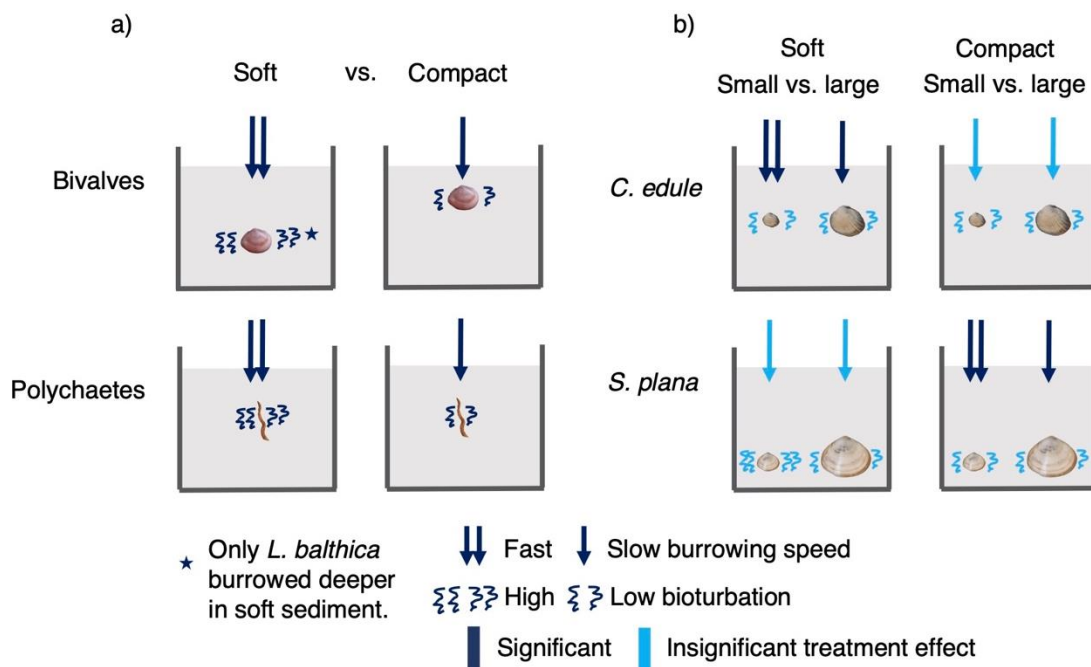 a)
Soft vs. Compact
Bivalves
Polychaetes
b)
Soft Compact
Small vs. large Small vs. large
C. edule
S. plana
★ Only L. balthica
burrowed deeper
in soft sediment.
Fast Slow burrowing speed
High Low bioturbation
Significant Insignificant treatment effect